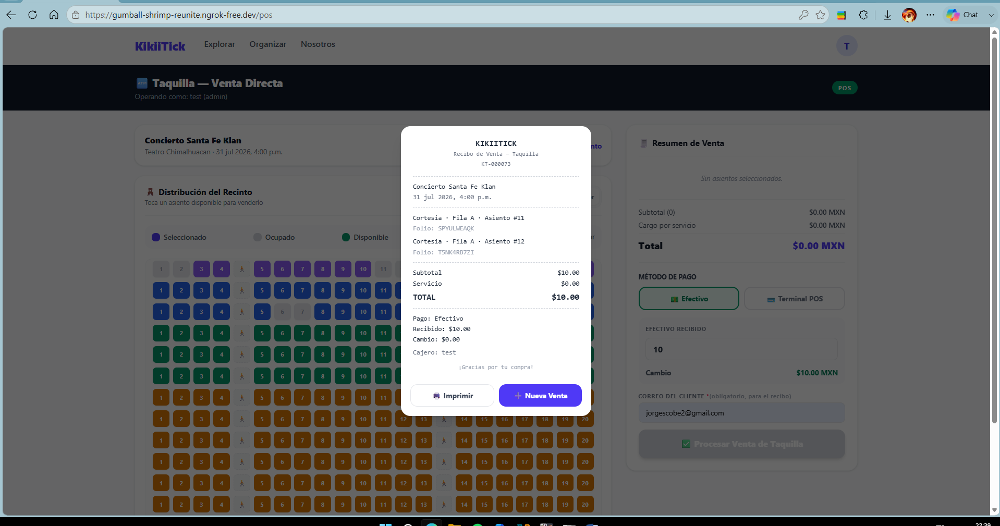 https://gumball-shrimp-reunite.ngrok-free.dev/pos
Chat
KikiiTick
Explorar
Organizar
Nosotros
T
ATM Taquilla — Venta Directa
Operando como: test (admin)
POS
Concierto Santa Fe Klan
Teatro Chimalhuacan · 31 jul 2026, 4:00 p.m.
nto
Distribución del Recinto
Toca un asiento disponible para venderlo
r
Seleccionado
Ocupado
Disponible
ar
1 2 3 4 5 6 7 8 9 10 11
1 2 3 4 5 6 7 8 9 10 11
1 2 3 4 5 6 7 8 9 10 11
1 2 3 4 5 6 7 8 9 10 11
1 2 3 4 5 6 7 8 9 10 11
1 2 3 4 5 6 7 8 9 10 11
1 2 3 4 5 6 7 8 9 10 11
1 2 3 4 5 6 7 8 9 10 11 12 13 14 15 16 17 18 19 20
1 2 3 4 5 6 7 8 9 10 11 12 13 14 15 16 17 18 19 20
1 2 3 4 5 6 7 8 9 10 11 12 13 14 15 16 17 18 19 20
1 2 3 4 5 6 7 8 9 10 11 12 13 14 15 16 17 18 19 20
1 2 3 4 5 6 7 8 9 10 11 12 13 14 15 16 17 18 19 20
KIKIITICK
Recibo de Venta — Taquilla
KT-000073
Concierto Santa Fe Klan
31 jul 2026, 4:00 p.m.
Cortesia · Fila A · Asiento #11
Folio: SPYULWEAQK
Cortesia · Fila A · Asiento #12
Folio: T5NK4RB7ZI
Subtotal $10.00
Servicio $0.00
TOTAL $10.00
Pago: Efectivo
Recibido: $10.00
Cambio: $0.00
Cajero: test
¡Gracias por tu compra!
Imprimir
Nueva Venta
Resumen de Venta
Sin asientos seleccionados.
Subtotal (0) $0.00 MXN
Cargo por servicio $0.00 MXN
Total $0.00 MXN
MÉTODO DE PAGO
Efectivo
Terminal POS
EFECTIVO RECIBIDO
10
Cambio $10.00 MXN
CORREO DEL CLIENTE *(obligatorio, para el recibo)
jorgescobe2@gmail.com
Procesar Venta de Taquilla
22:39